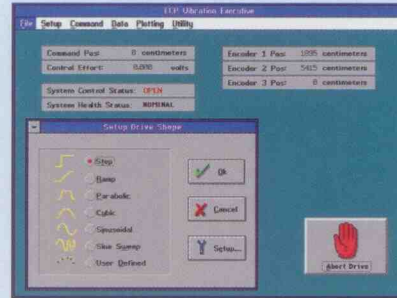 ECP Vibration Executive
File Setup Command Data Plotting Utility
Command Pos: 0 centimeters
Control Effort: 0.000 volts
System Control Status: OPEN
System Health Status: NOMINAL
Encoder 1 Pos: 1895 centimeters
Encoder 2 Pos: 5415 centimeters
Encoder 3 Pos: 0 centimeters
Setup Drive Shape
Step
Ramp
Parabolic
Cubic
Sinusoidal
Sine Sweep
User Defined
Ok
Cancel
Setup...
Abort Drive